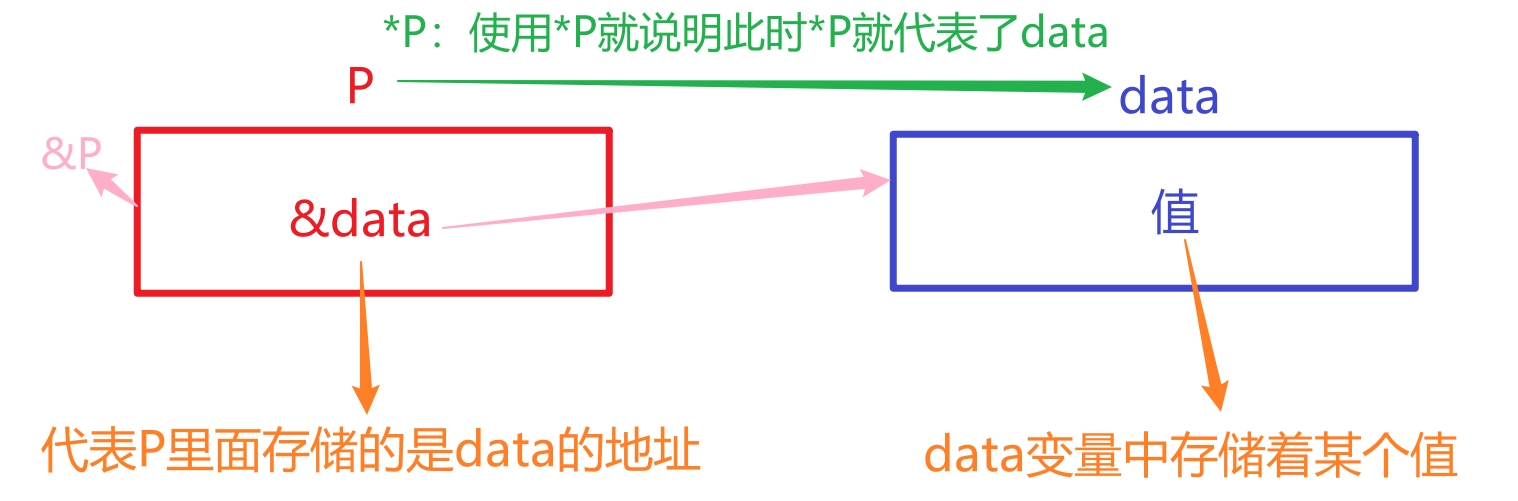 *P：使用*P就说明此时*P就代表了data
P
data
&P
&data
值
代表P里面存储的是data的地址
data变量中存储着某个值